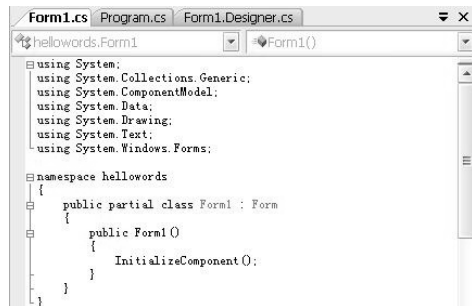 Form1.cs Program.cs Form1.Designer.cs
hellowords.Form1 Form1()
using System;
using System.Collections.Generic;
using System.ComponentModel;
using System.Data;
using System.Drawing;
using System.Text;
using System.Windows.Forms;
namespace hellowords
{
public partial class Form1 : Form
{
public Form1()
{
InitializeComponent();
}
}
}